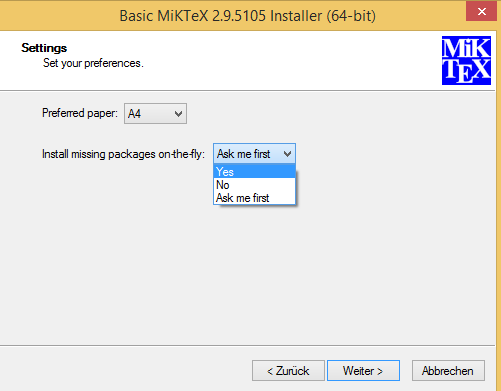 Basic MiKTeX 2.9.5105 Installer (64-bit)
Settings
Set your preferences.
MiK
TEX
Preferred paper: A4
Install missing packages on-the-fly: Ask me first
Yes
No
Ask me first
< Zurück Weiter > Abbrechen